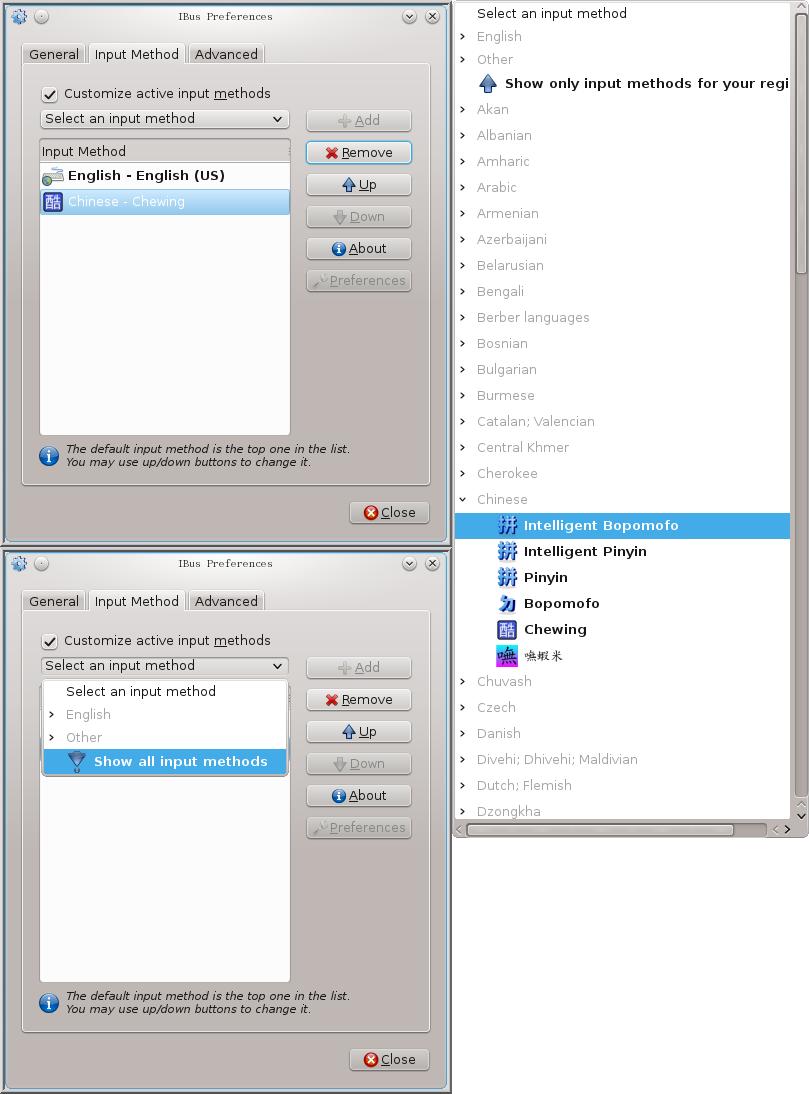 IBus Preferences
General Input Method Advanced
Customize active input methods
Select an input method
Add
Input Method
Remove
English - English (US)
Up
Chinese - Chewing
Down
About
Preferences
The default input method is the top one in the list.
You may use up/down buttons to change it.
Close
IBus Preferences
General Input Method Advanced
Customize active input methods
Select an input method
Add
Select an input method
Remove
English
Up
Other
Show all input methods
Down
About
Preferences
The default input method is the top one in the list.
You may use up/down buttons to change it.
Close
Select an input method
English
Other
Show only input methods for your regi
Akan
Albanian
Amharic
Arabic
Armenian
Azerbaijani
Belarusian
Bengali
Berber languages
Bosnian
Bulgarian
Burmese
Catalan; Valencian
Central Khmer
Cherokee
Chinese
拼 Intelligent Bopomofo
拼 Intelligent Pinyin
拼 Pinyin
ㄅ Bopomofo
酷 Chewing
嘸 嘸蝦米
Chuvash
Czech
Danish
Divehi; Dhivehi; Maldivian
Dutch; Flemish
Dzongkha